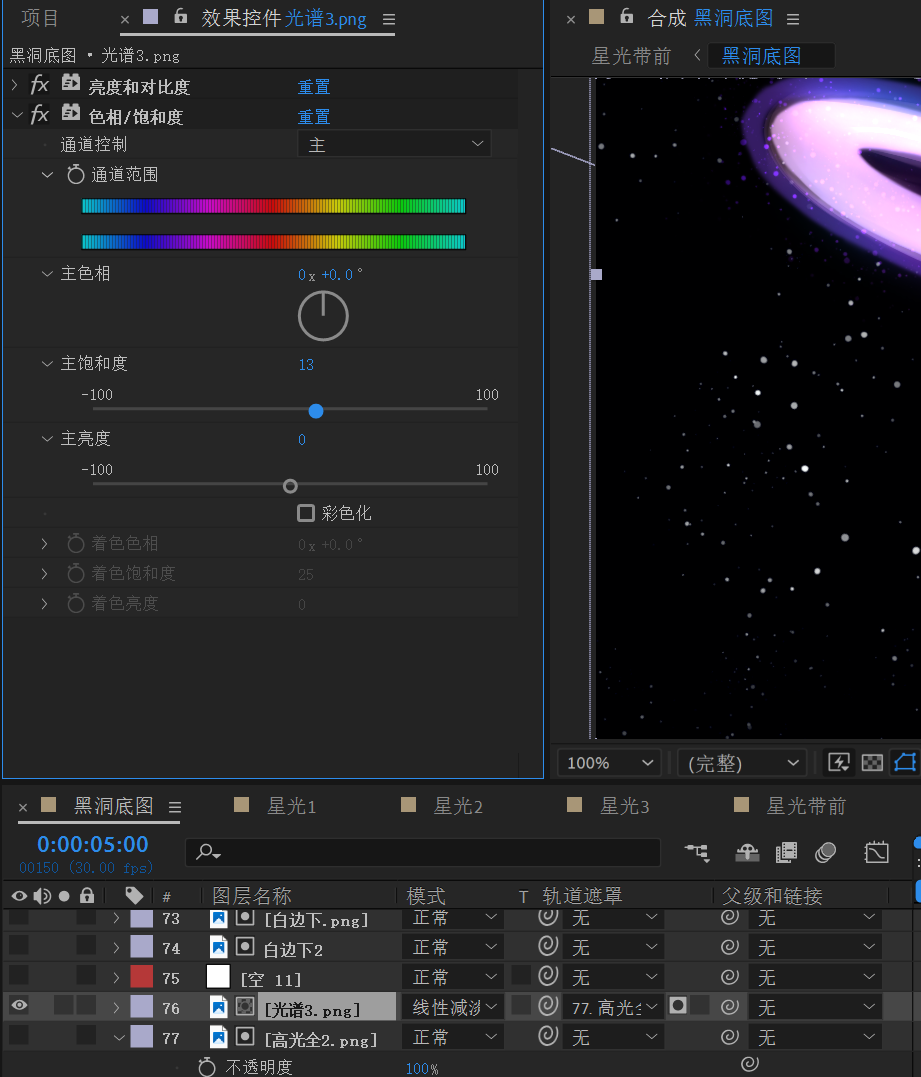 项目 × 效果控件 光谱3.png ≡
黑洞底图 • 光谱3.png
fx 亮度和对比度 重置
fx 色相/饱和度 重置
通道控制 主
通道范围
主色相 0x +0.0°
主饱和度 13
-100 100
主亮度 0
-100 100
彩色化
着色色相 0x +0.0°
着色饱和度 25
着色亮度 0
× 合成 黑洞底图 ≡
星光带前 < 黑洞底图
100% (完整)
× 黑洞底图 ≡ 星光1 星光2 星光3 星光带前
0:00:05:00
00150 (30.00 fps)
# 图层名称 模式 T 轨道遮罩 父级和链接
73 [白边下.png] 正常 无 无
74 白边下2 正常 无 无
75 [空 11] 正常 无 无
76 [光谱3.png] 线性减淡 77. 高光全 无
77 [高光全2.png] 正常 无 无
不透明度 100%